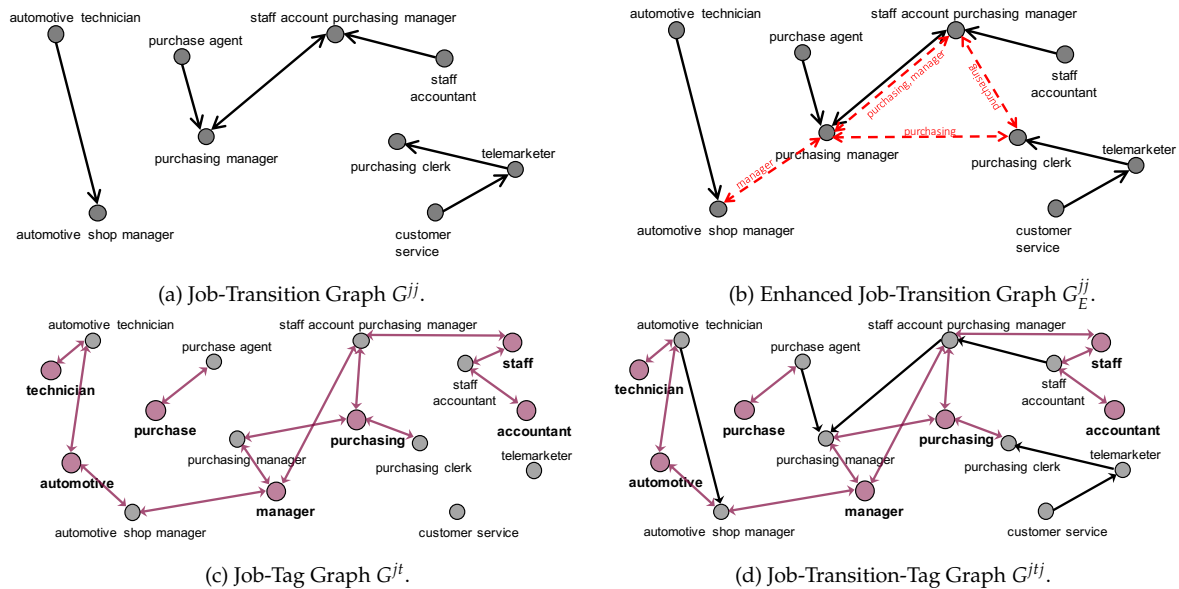 automotive technician
staff account purchasing manager
purchase agent
staff
accountant
purchasing manager
purchasing clerk
telemarketer
automotive shop manager
customer
service
(a) Job-Transition Graph G^{jj}.
automotive technician
staff account purchasing manager
purchase agent
staff
accountant
purchasing, manager
purchasing
purchasing
purchasing manager
purchasing clerk
telemarketer
manager
automotive shop manager
customer
service
(b) Enhanced Job-Transition Graph G_E^{jj}.
automotive technician
staff account purchasing manager
purchase agent
staff
technician
staff
accountant
purchase
purchasing
accountant
purchasing manager
purchasing clerk
telemarketer
automotive
manager
automotive shop manager
customer service
(c) Job-Tag Graph G^{jt}.
automotive technician
staff account purchasing manager
purchase agent
staff
technician
staff
accountant
purchase
purchasing
accountant
purchasing manager
purchasing clerk
telemarketer
automotive
manager
automotive shop manager
customer service
(d) Job-Transition-Tag Graph G^{jtj}.